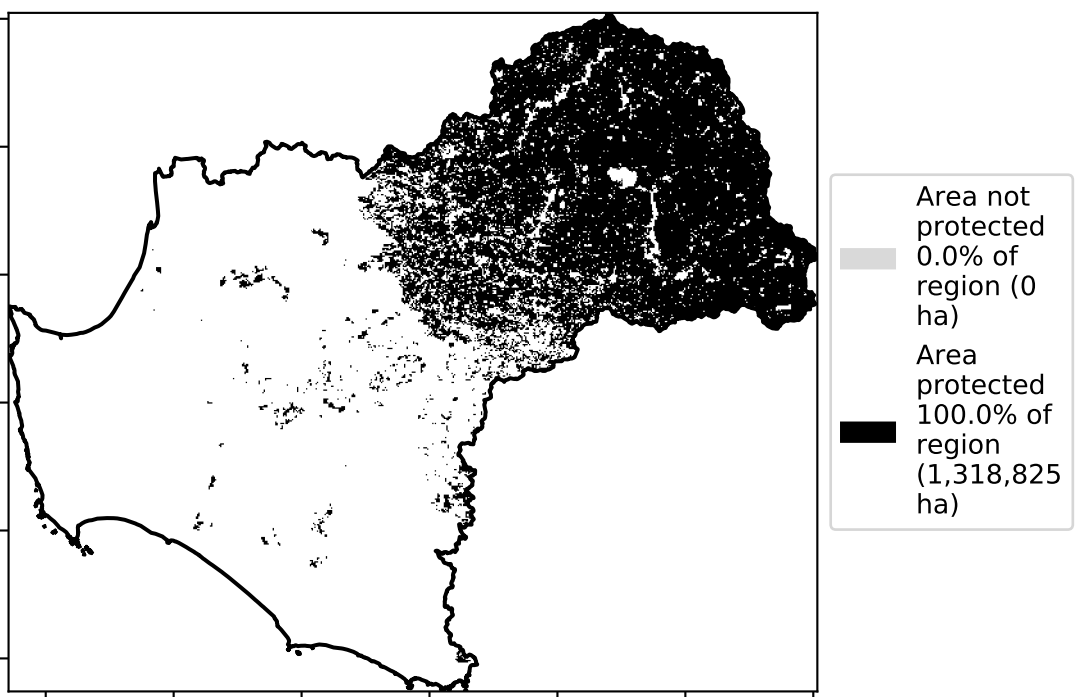 Area not
protected
0.0% of
region (0
ha)
Area
protected
100.0% of
region
(1,318,825
ha)